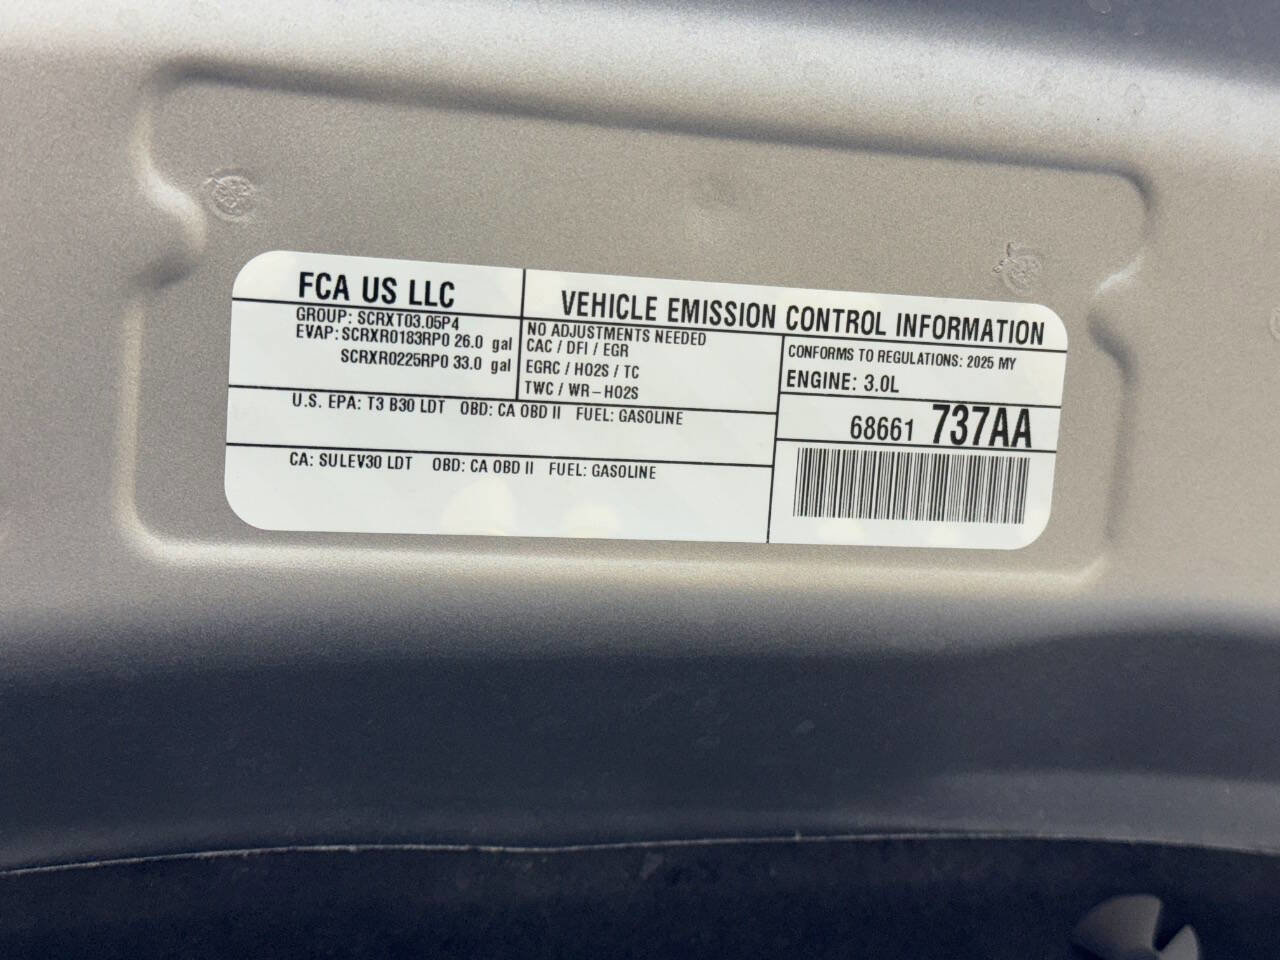 FCA US LLC
VEHICLE EMISSION CONTROL INFORMATION
GROUP: SCRXT03.05P4
EVAP: SCRXR0183RP0 26.0 gal
SCRXR0225RP0 33.0 gal
NO ADJUSTMENTS NEEDED
CAC / DFI / EGR
EGRC / HO2S / TC
TWC / WR-HO2S
CONFORMS TO REGULATIONS: 2025 MY
ENGINE: 3.0L
U.S. EPA: T3 B30 LDT OBD: CA OBD II FUEL: GASOLINE
68661 737AA
CA: SULEV30 LDT OBD: CA OBD II FUEL: GASOLINE